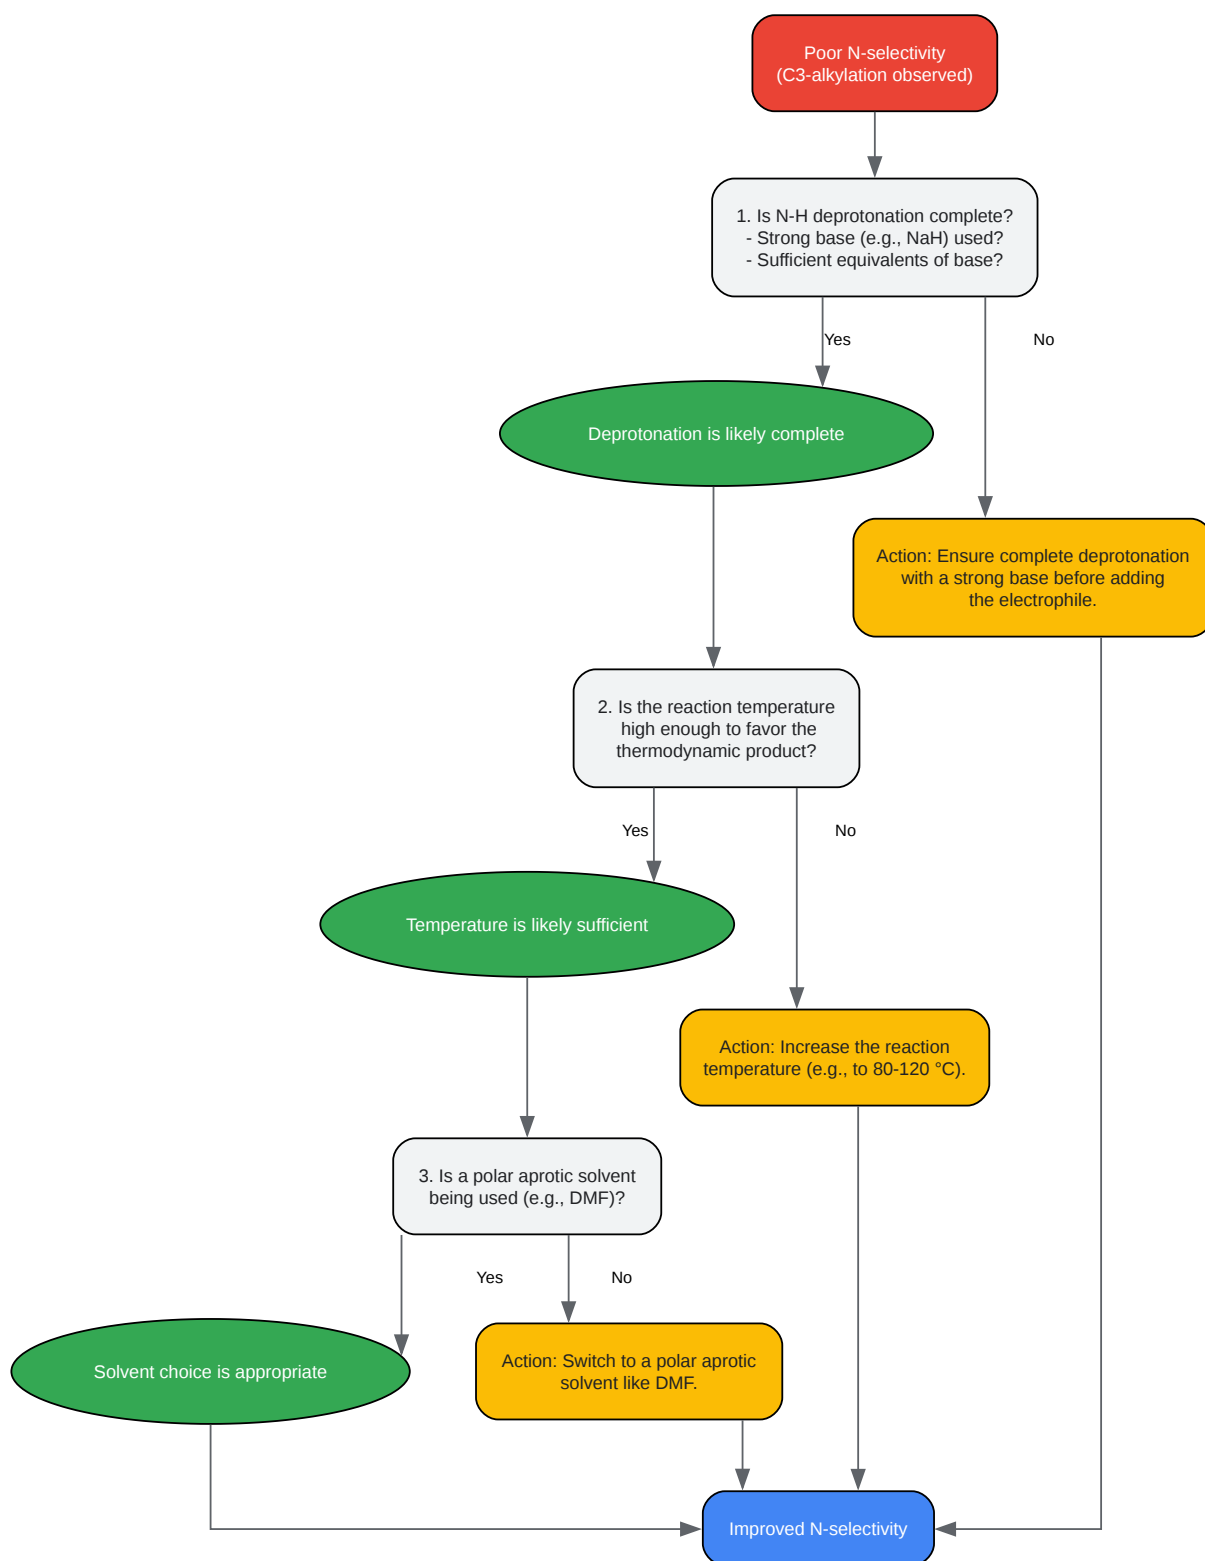 Poor N-selectivity
(C3-alkylation observed)
1. Is N-H deprotonation complete?
- Strong base (e.g., NaH) used?
- Sufficient equivalents of base?
Yes
No
Deprotonation is likely complete
Action: Ensure complete deprotonation
with a strong base before adding
the electrophile.
2. Is the reaction temperature
high enough to favor the
thermodynamic product?
Yes
No
Temperature is likely sufficient
Action: Increase the reaction
temperature (e.g., to 80-120 °C).
3. Is a polar aprotic solvent
being used (e.g., DMF)?
Yes
No
Solvent choice is appropriate
Action: Switch to a polar aprotic
solvent like DMF.
Improved N-selectivity